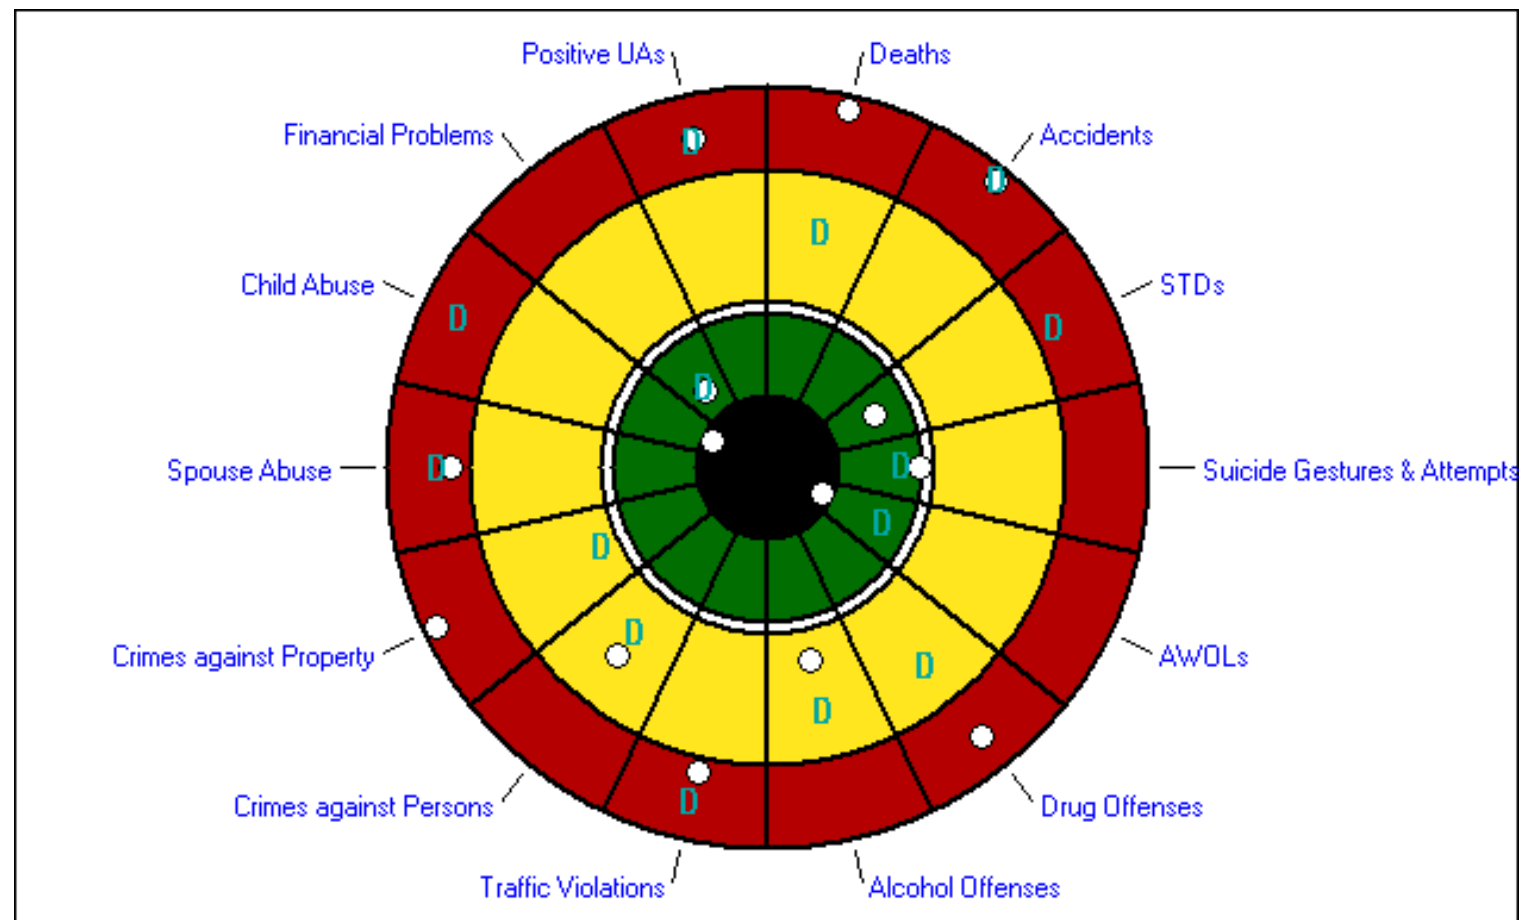 Positive UAs
Deaths
Financial Problems
Accidents
D
D
D
Child Abuse
STDs
D
D
D
Spouse Abuse
D
D
Suicide Gestures & Attempts
D
D
D
D
Crimes against Property
AWOLs
D
D
Crimes against Persons
Drug Offenses
Traffic Violations
Alcohol Offenses